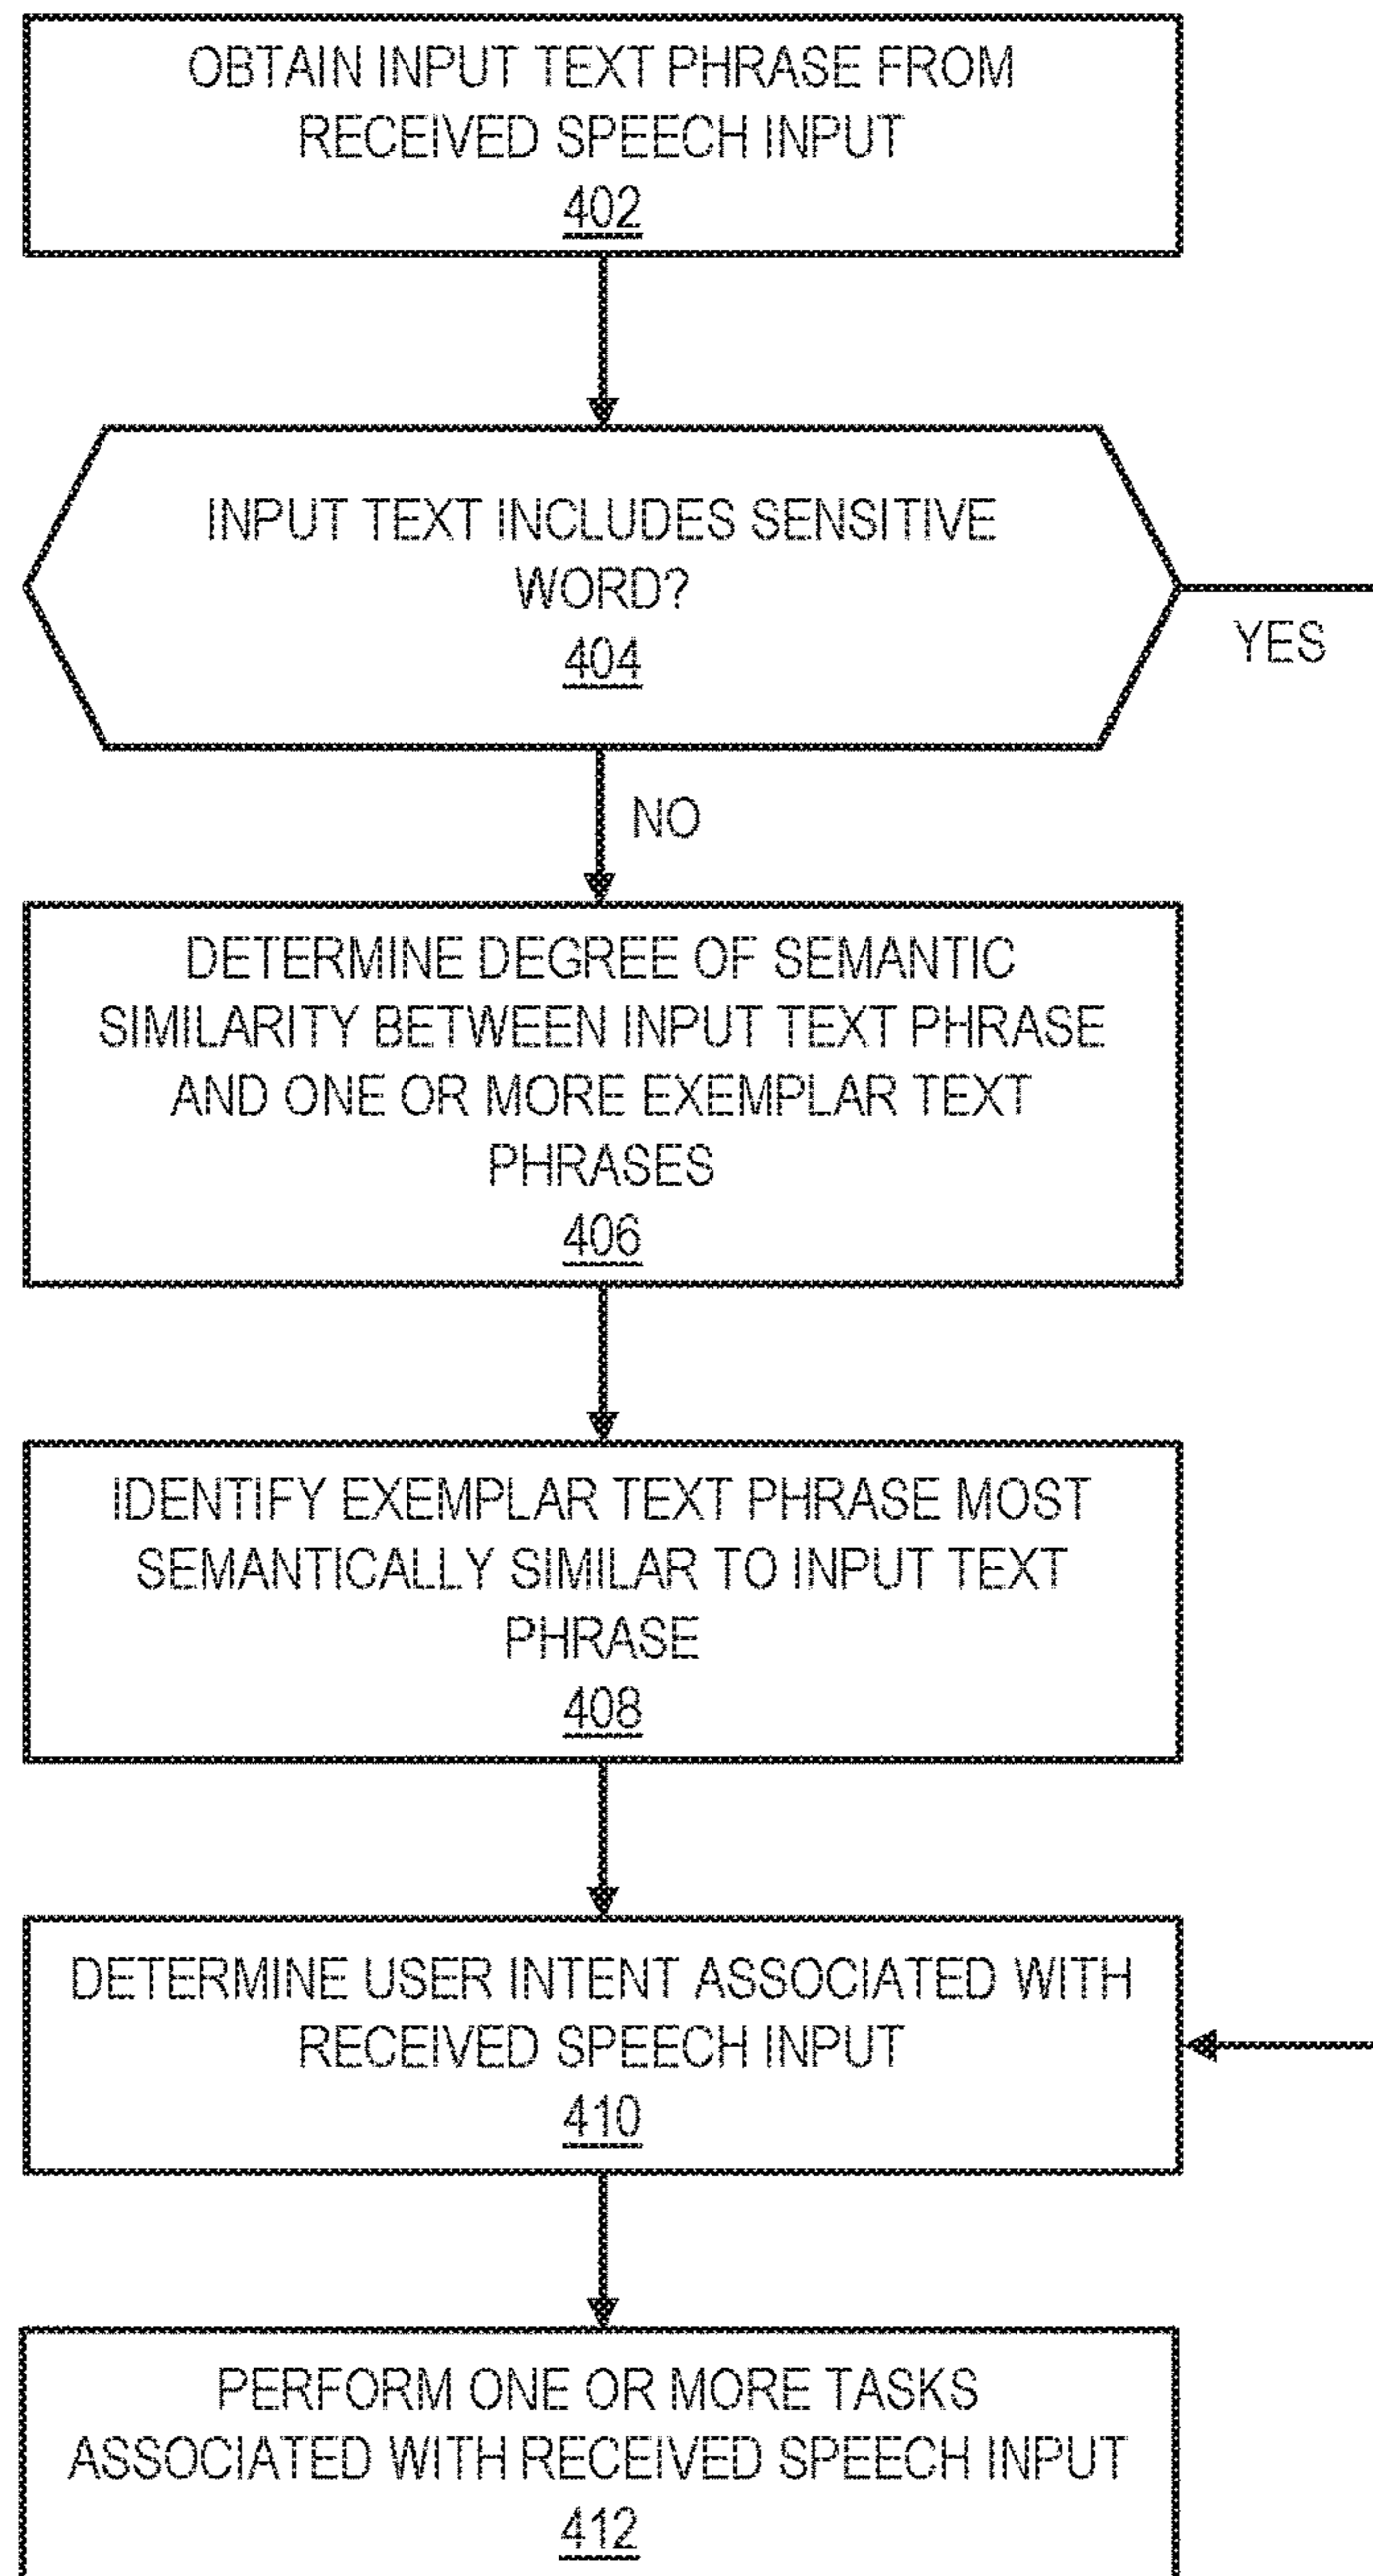 OBTAIN INPUT TEXT PHRASE FROM
RECEIVED SPEECH INPUT
402
INPUT TEXT INCLUDES SENSITIVE
WORD?
404
YES
NO
DETERMINE DEGREE OF SEMANTIC
SIMILARITY BETWEEN INPUT TEXT PHRASE
AND ONE OR MORE EXEMPLAR TEXT
PHRASES
406
IDENTIFY EXEMPLAR TEXT PHRASE MOST
SEMANTICALLY SIMILAR TO INPUT TEXT
PHRASE
408
DETERMINE USER INTENT ASSOCIATED WITH
RECEIVED SPEECH INPUT
410
PERFORM ONE OR MORE TASKS
ASSOCIATED WITH RECEIVED SPEECH INPUT
412